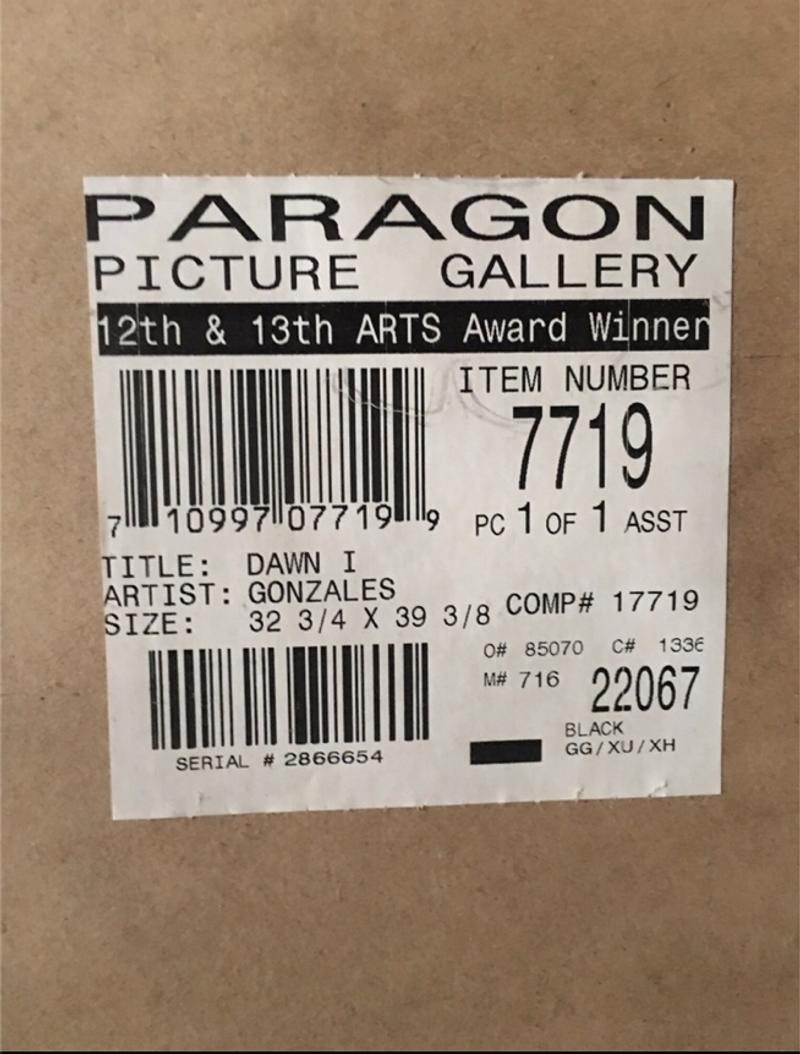 PARAGON
PICTURE GALLERY
12th & 13th ARTS Award Winner
ITEM NUMBER
7719
7 10997 07719 9
PC 1 OF 1 ASST
TITLE: DAWN I
ARTIST: GONZALES
SIZE: 32 3/4 X 39 3/8
COMP# 17719
O# 85070 C# 1336
M# 716 22067
BLACK
GG/XU/XH
SERIAL # 2866654